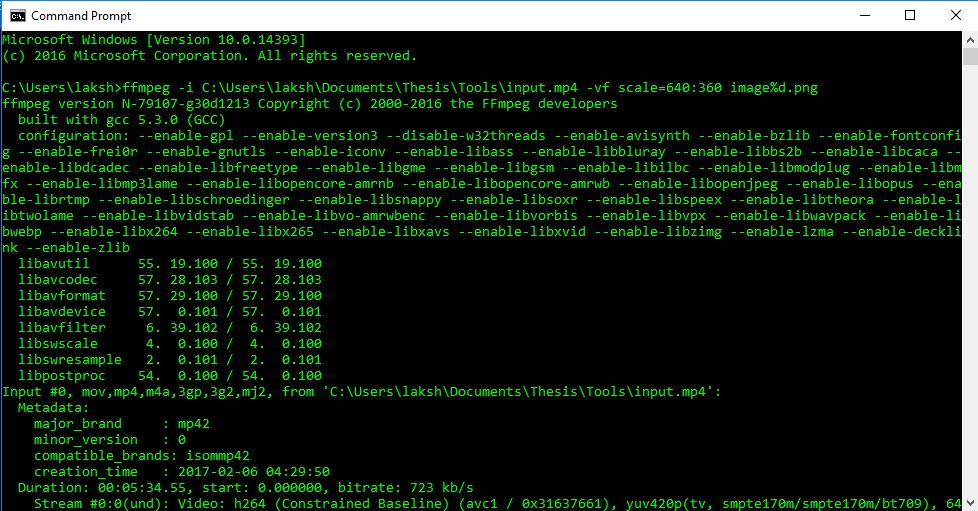 Command Prompt
Microsoft Windows [Version 10.0.14393]
(c) 2016 Microsoft Corporation. All rights reserved.
C:\Users\laksh>ffmpeg -i C:\Users\laksh\Documents\Thesis\Tools\input.mp4 -vf scale=640:360 image%d.png
ffmpeg version N-79107-g30d1213 Copyright (c) 2000-2016 the FFmpeg developers
  built with gcc 5.3.0 (GCC)
  configuration: --enable-gpl --enable-version3 --disable-w32threads --enable-avisynth --enable-bzlib --enable-fontconfi
g --enable-frei0r --enable-gnutls --enable-iconv --enable-libass --enable-libbluray --enable-libbs2b --enable-libcaca --
enable-libdcadec --enable-libfreetype --enable-libgme --enable-libgsm --enable-libilbc --enable-libmodplug --enable-libm
fx --enable-libmp3lame --enable-libopencore-amrnb --enable-libopencore-amrwb --enable-libopenjpeg --enable-libopus --ena
ble-librtmp --enable-libschroedinger --enable-libsnappy --enable-libsoxr --enable-libspeex --enable-libtheora --enable-l
ibtwolame --enable-libvidstab --enable-libvo-amrwbenc --enable-libvorbis --enable-libvpx --enable-libwavpack --enable-li
bwebp --enable-libx264 --enable-libx265 --enable-libxavs --enable-libxvid --enable-libzimg --enable-lzma --enable-deckli
nk --enable-zlib
  libavutil      55. 19.100 / 55. 19.100
  libavcodec     57. 28.103 / 57. 28.103
  libavformat    57. 29.100 / 57. 29.100
  libavdevice    57.  0.101 / 57.  0.101
  libavfilter     6. 39.102 /  6. 39.102
  libswscale      4.  0.100 /  4.  0.100
  libswresample   2.  0.101 /  2.  0.101
  libpostproc    54.  0.100 / 54.  0.100
Input #0, mov,mp4,m4a,3gp,3g2,mj2, from 'C:\Users\laksh\Documents\Thesis\Tools\input.mp4':
  Metadata:
    major_brand     : mp42
    minor_version   : 0
    compatible_brands: isommp42
    creation_time   : 2017-02-06 04:29:50
  Duration: 00:05:34.55, start: 0.000000, bitrate: 723 kb/s
    Stream #0:0(und): Video: h264 (Constrained Baseline) (avc1 / 0x31637661), yuv420p(tv, smpte170m/smpte170m/bt709), 64